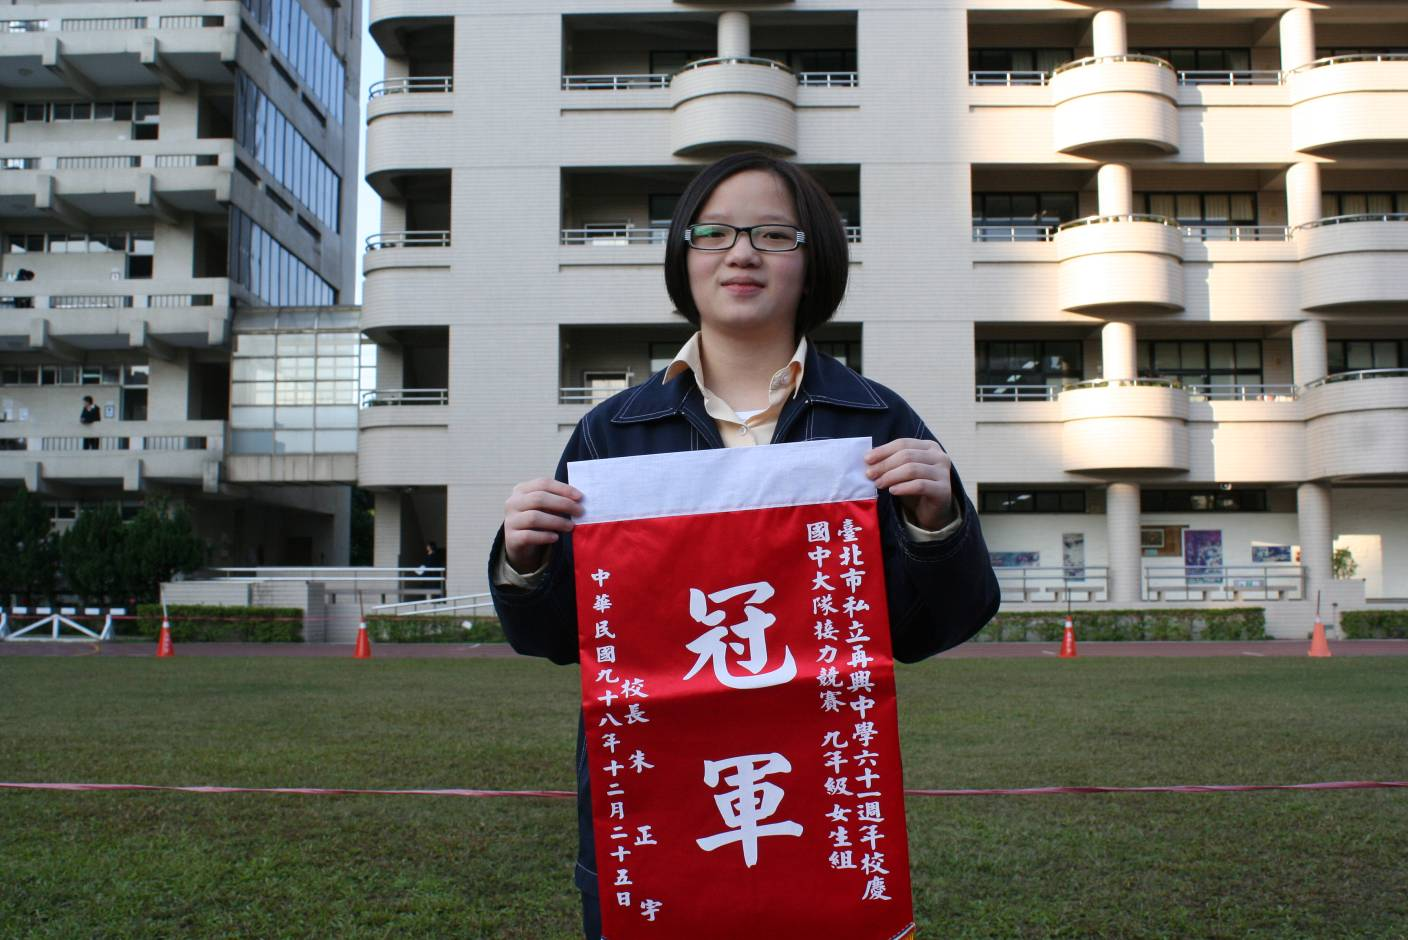 臺北市私立再興中學六十一週年校慶
國中大隊接力競賽 九年級女生組
冠軍
校長 朱正宇
中華民國九十八年十二月二十五日